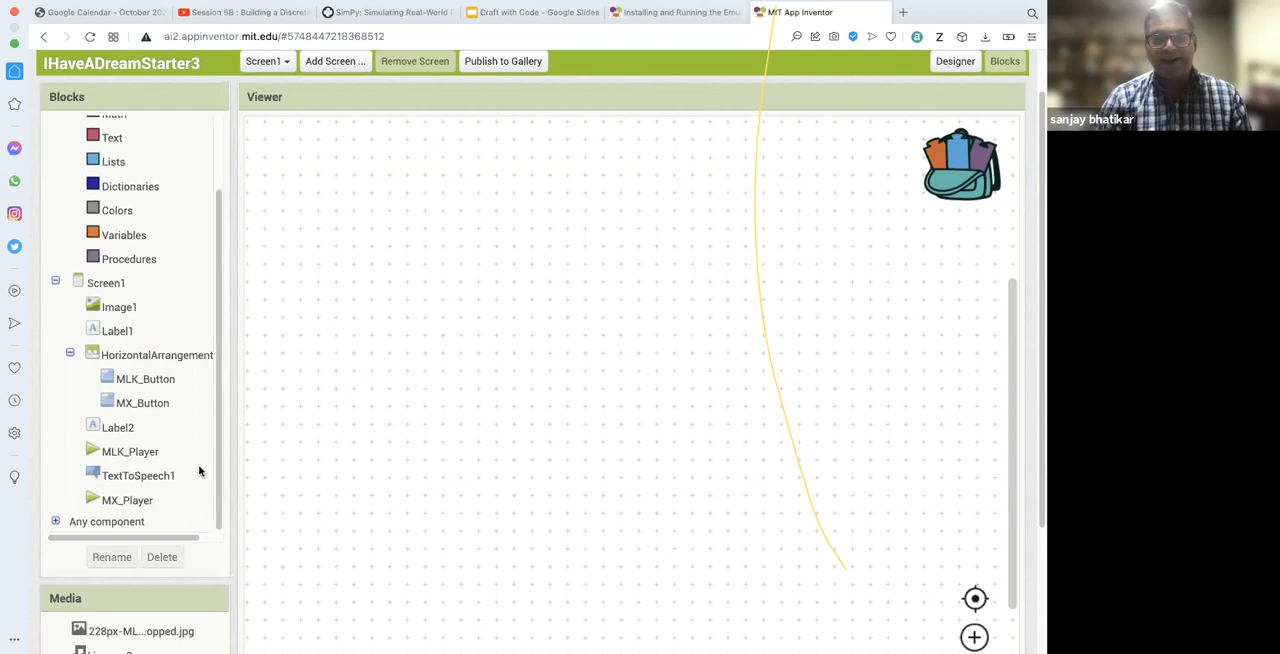 Google Calendar - October 202
Session 5B : Building a Discrete
SimPy: Simulating Real-World P
Craft with Code - Google Slides
Installing and Running the Emu
MIT App Inventor
ai2.appinventor.mit.edu/#5748447218368512
IHaveADreamStarter3
Screen1
Add Screen ...
Remove Screen
Publish to Gallery
Designer
Blocks
Blocks
Viewer
Math
Text
Lists
Dictionaries
Colors
Variables
Procedures
Screen1
Image1
Label1
HorizontalArrangement
MLK_Button
MX_Button
Label2
MLK_Player
TextToSpeech1
MX_Player
Any component
Rename
Delete
Media
228px-ML...opped.jpg
sanjay bhatikar